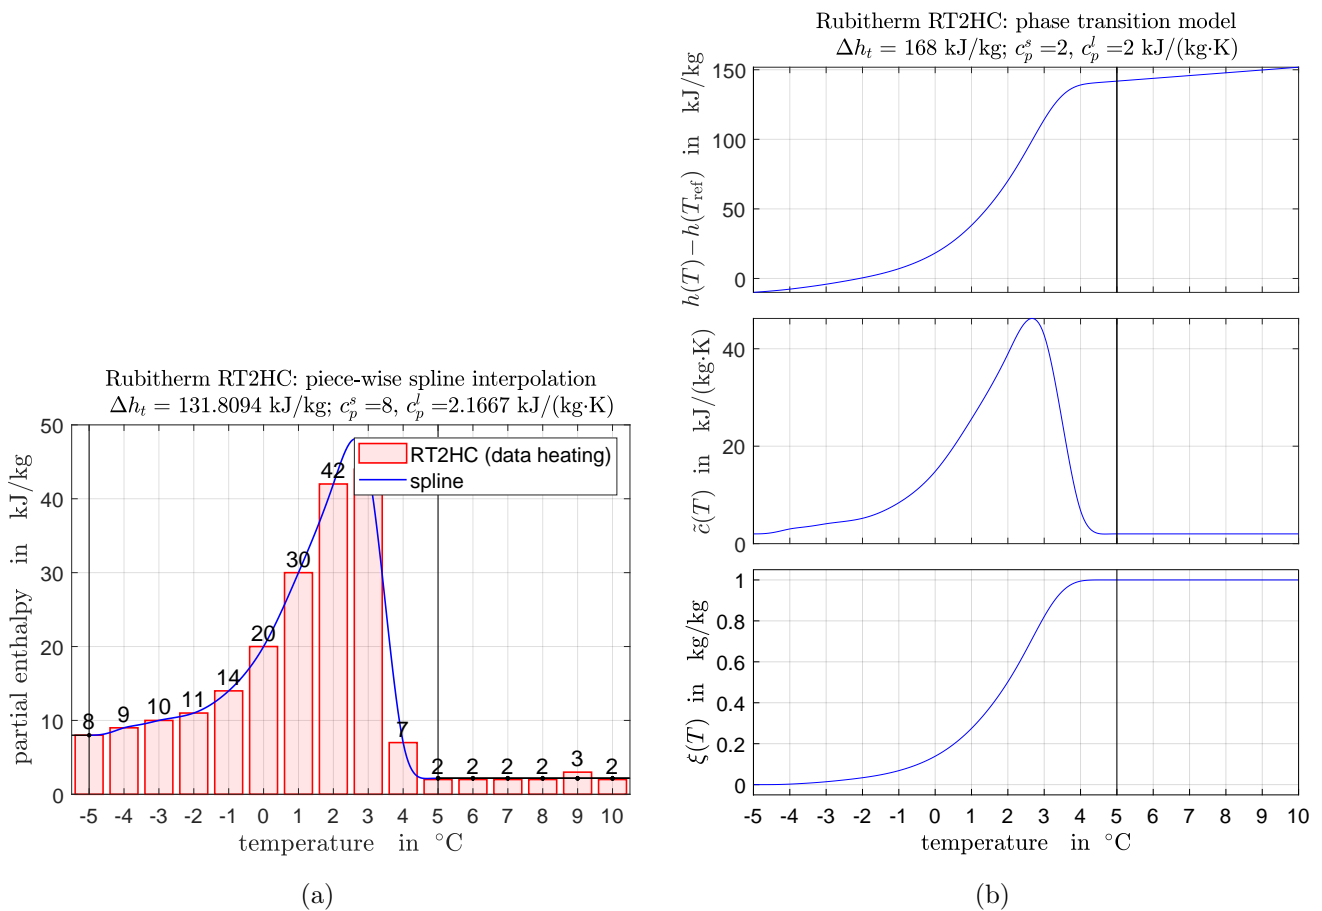 Rubitherm RT2HC: piece-wise spline interpolation
Δh_t = 131.8094 kJ/kg; c_p^s =8, c_p^l =2.1667 kJ/(kg·K)
partial enthalpy in kJ/kg
50
40
30
20
10
0
8
9
10
11
14
20
30
42
7
2
2
2
2
3
2
RT2HC (data heating)
spline
-5 -4 -3 -2 -1 0 1 2 3 4 5 6 7 8 9 10
temperature in °C
(a)
Rubitherm RT2HC: phase transition model
Δh_t = 168 kJ/kg; c_p^s =2, c_p^l =2 kJ/(kg·K)
h(T)−h(T_ref) in kJ/kg
150
100
50
0
c̃(T) in kJ/(kg·K)
40
20
0
ξ(T) in kg/kg
1
0.8
0.6
0.4
0.2
0
-5 -4 -3 -2 -1 0 1 2 3 4 5 6 7 8 9 10
temperature in °C
(b)